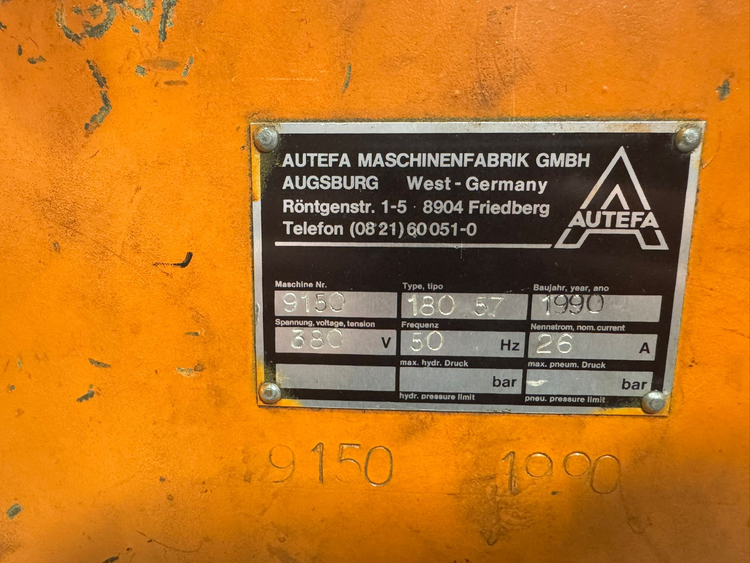 AUTEFA MASCHINENFABRIK GMBH
AUGSBURG West-Germany
Röntgenstr. 1-5 · 8904 Friedberg
Telefon (0821) 60051-0
AUTEFA
Maschine Nr. Type, tipo Baujahr, year, ano
9150 180 57 1990
Spannung, voltage, tension Frequenz Nennstrom, nom. current
380 V 50 Hz 26 A
max. hydr. Druck max. pneum. Druck
bar bar
hydr. pressure limit pneu. pressure limit
9150 1990